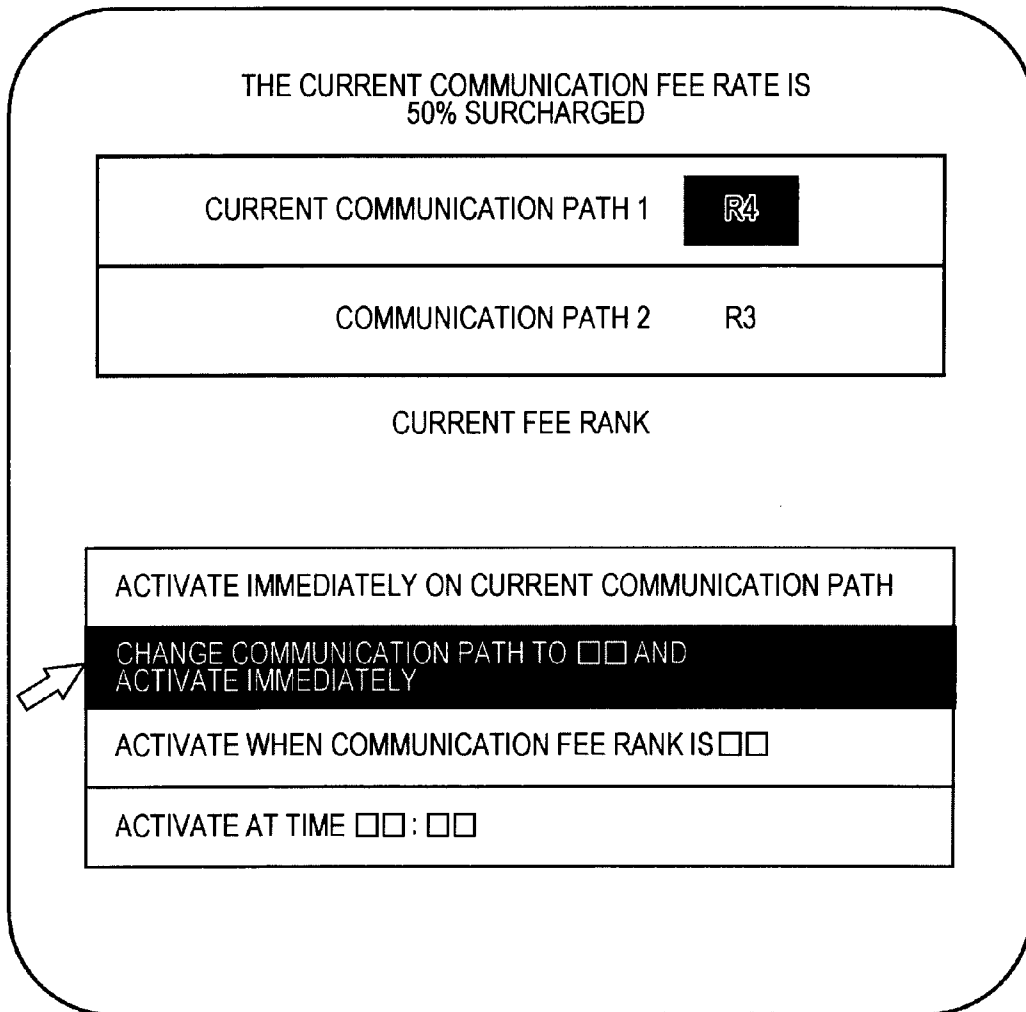 THE CURRENT COMMUNICATION FEE RATE IS
50% SURCHARGED
CURRENT COMMUNICATION PATH 1 R4
COMMUNICATION PATH 2 R3
CURRENT FEE RANK
ACTIVATE IMMEDIATELY ON CURRENT COMMUNICATION PATH
CHANGE COMMUNICATION PATH TO □□ AND
ACTIVATE IMMEDIATELY
ACTIVATE WHEN COMMUNICATION FEE RANK IS □□
ACTIVATE AT TIME □□ : □□